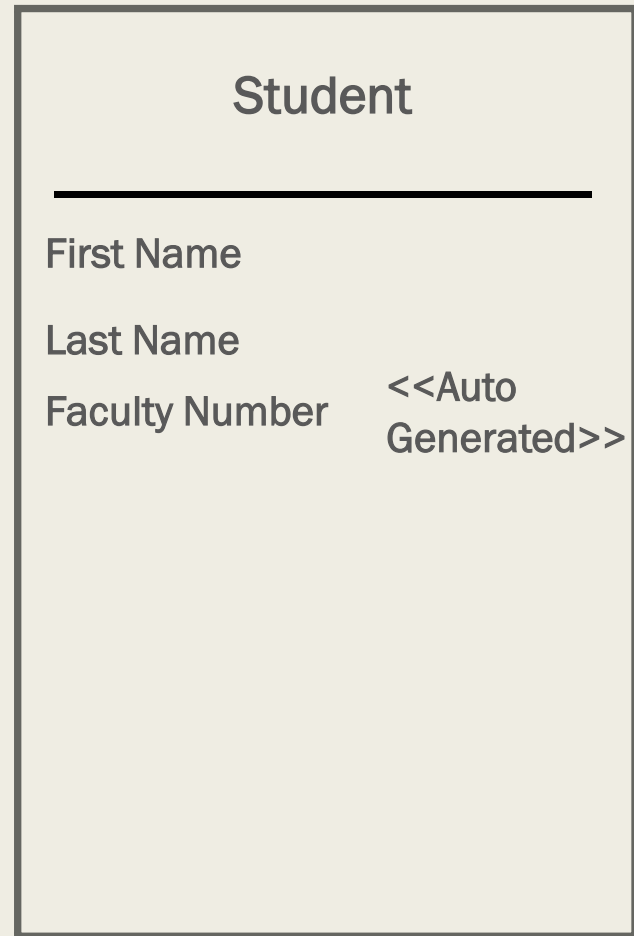 Student
First Name
Last Name
Faculty Number
<<Auto
Generated>>